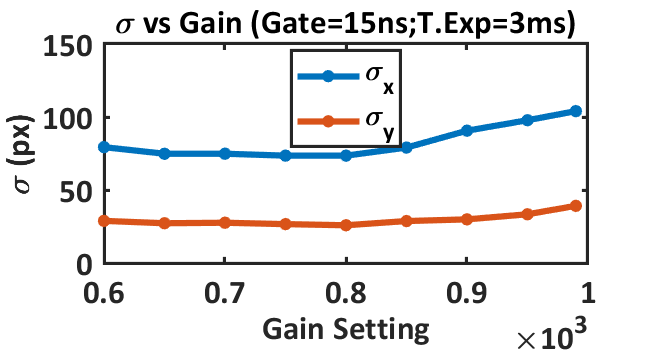 σ vs Gain (Gate=15ns;T.Exp=3ms)
150
100
50
0
σ (px)
σx
σy
0.6 0.7 0.8 0.9 1
Gain Setting
×10³